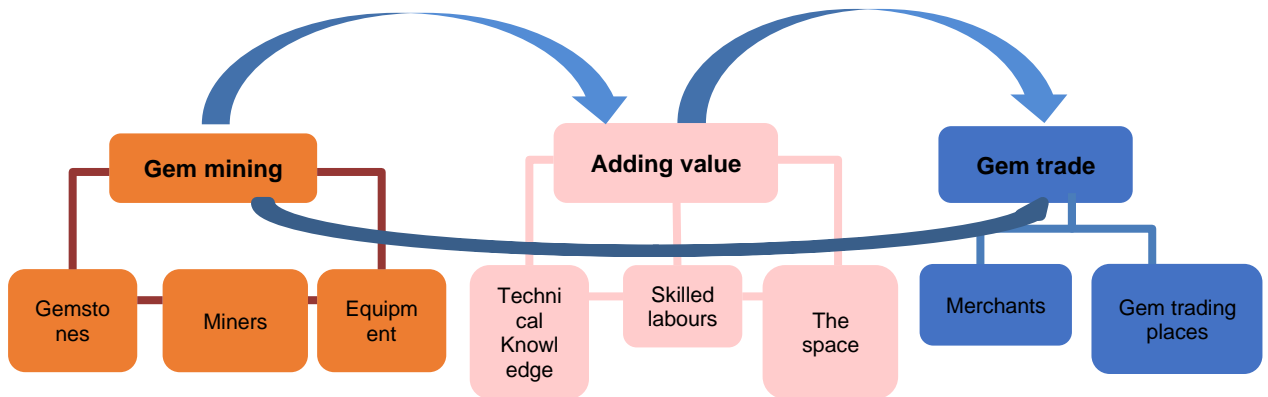 Gem mining
Adding value
Gem trade
Gemsto
nes
Miners
Equipm
ent
Techni
cal
Knowl
edge
Skilled
labours
The
space
Merchants
Gem trading
places